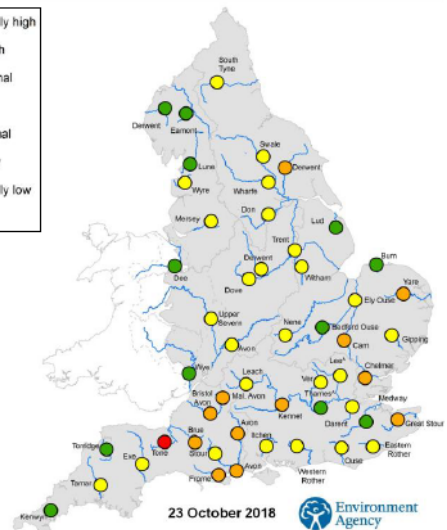 ly high
h
nal
nal
ly low
South
Tyne
Derwent
Eamont
Swale
Derwent
Lune
Wyre
Wharfe
Don
Mersey
Lud
Trent
Derwent
Burn
Dee
Witham
Yare
Dove
Ely Ouse
Upper
Severn
Nene
Bedford Ouse
Gipping
Avon
Cam
Wye
Leach
Lee*
Chelmer
Ver
Bristol
Avon
Mal. Avon
Thames*
Medway
Kennet
Darent
Great Stour
Torridge
Tone
Brue
Avon
Itchen
Exe
Stour
Eastern
Rother
Western
Rother
Ouse
Tamar
Frome
Avon
Kenwyn
23 October 2018
Environment
Agency